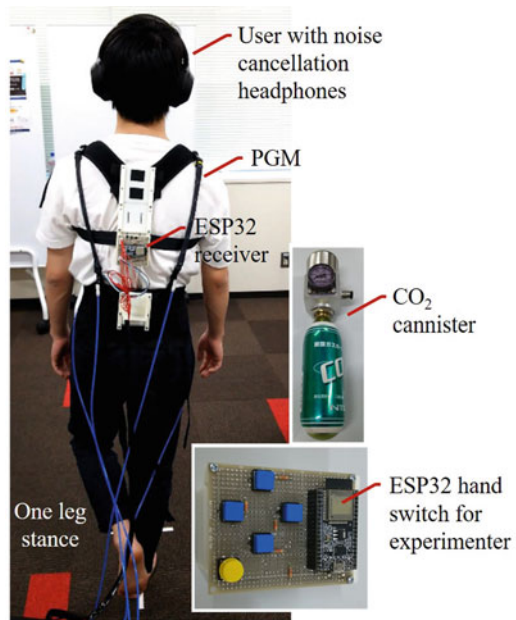 User with noise
cancellation
headphones
PGM
ESP32
receiver
CO₂
cannister
ESP32 hand
switch for
experimenter
One leg
stance